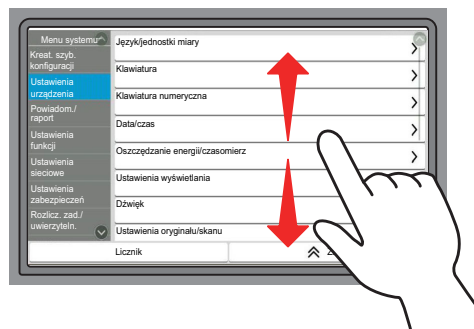 Menu systemu
Kreat. szyb.
konfiguracji
Ustawienia
urządzenia
Powiadom./
raport
Ustawienia
funkcji
Ustawienia
sieciowe
Ustawienia
zabezpieczeń
Rozlicz. zad./
uwierzyteln.
Język/jednostki miary
Klawiatura
Klawiatura numeryczna
Data/czas
Oszczędzanie energii/czasomierz
Ustawienia wyświetlania
Dźwięk
Ustawienia oryginału/skanu
Licznik